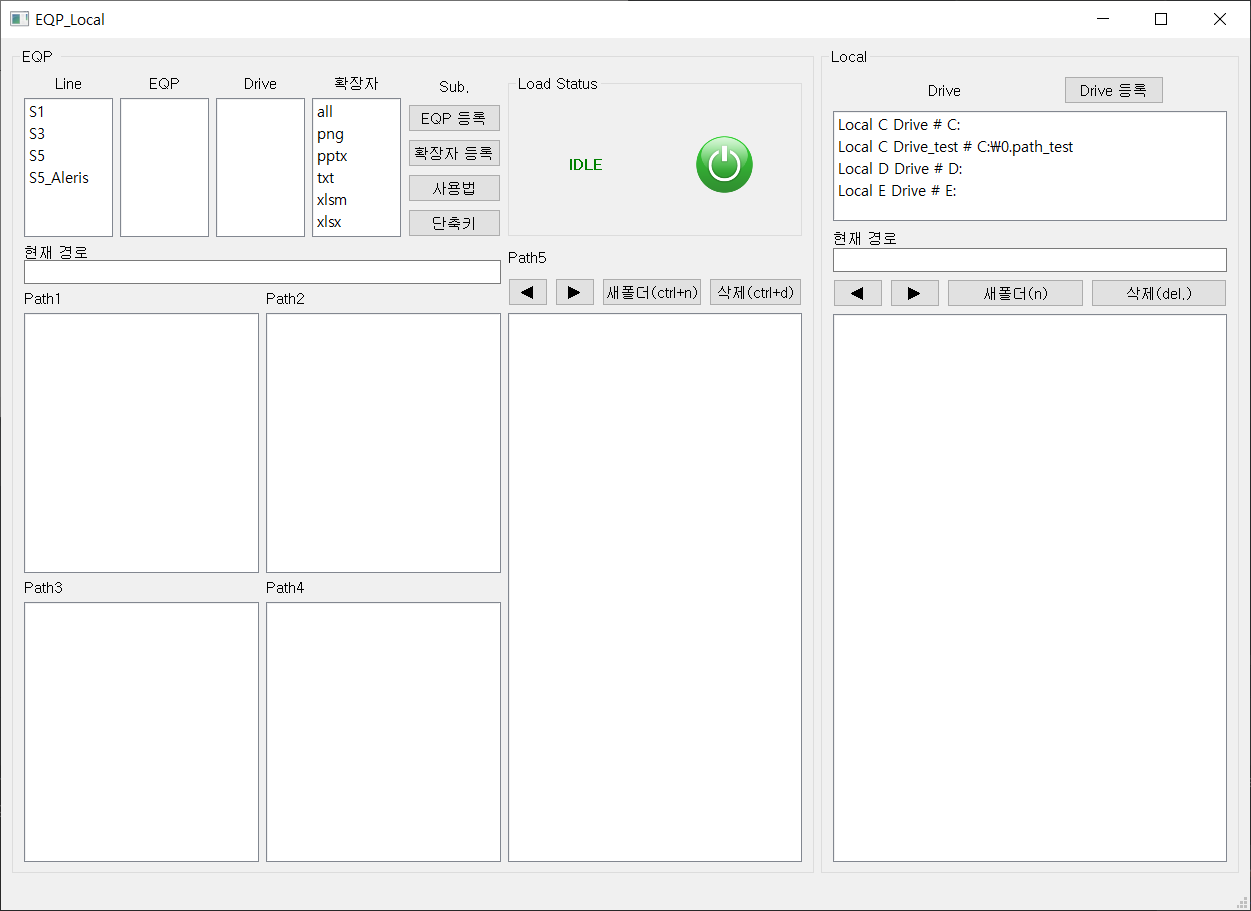 EQP_Local
EQP
Line
EQP
Drive
확장자
Sub.
S1
S3
S5
S5_Aleris
all
png
pptx
txt
xlsm
xlsx
EQP 등록
확장자 등록
사용법
단축키
Load Status
IDLE
현재 경로
Path1
Path2
Path3
Path4
Path5
◀
▶
새폴더(ctrl+n)
삭제(ctrl+d)
Local
Drive
Drive 등록
Local C Drive # C:
Local C Drive_test # C:₩0.path_test
Local D Drive # D:
Local E Drive # E:
현재 경로
◀
▶
새폴더(n)
삭제(del.)